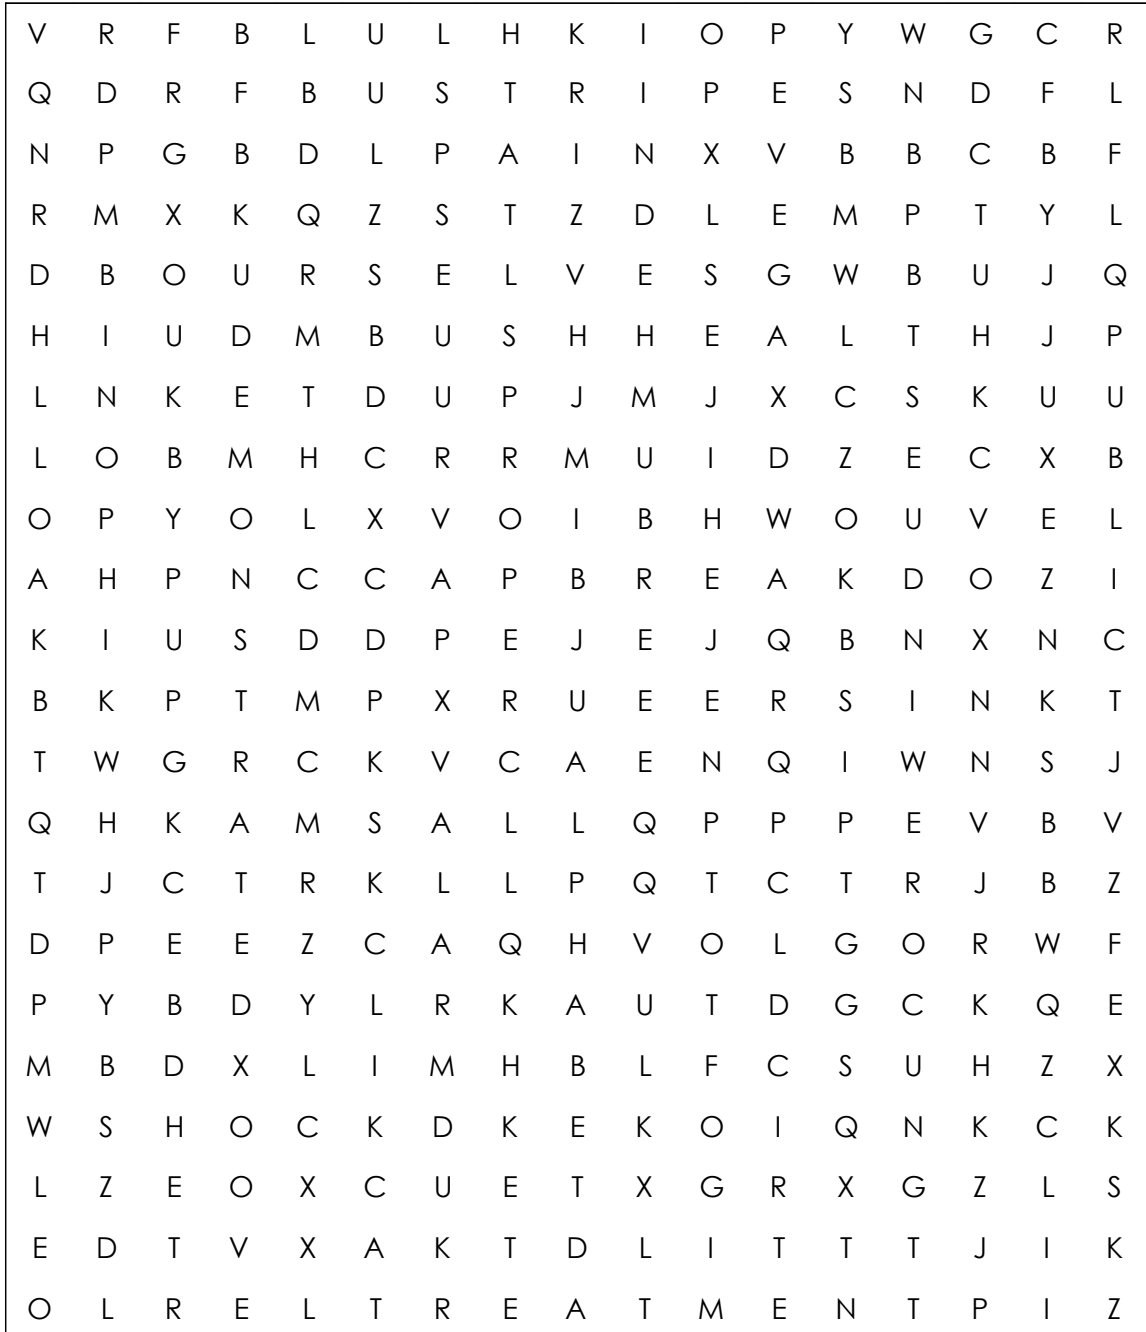 V R F B L U L H K I O P Y W G C R
Q D R F B U S T R I P E S N D F L
N P G B D L P A I N X V B B C B F
R M X K Q Z S T Z D L E M P T Y L
D B O U R S E L V E S G W B U J Q
H I U D M B U S H H E A L T H J P
L N K E T D U P J M J X C S K U U
L O B M H C R R M U I D Z E C X B
O P Y O L X V O I B H W O U V E L
A H P N C C A P B R E A K D O Z I
K I U S D D P E J E J Q B N X N C
B K P T M P X R U E E R S I N K T
T W G R C K V C A E N Q I W N S J
Q H K A M S A L L Q P P P E V B V
T J C T R K L L P Q T C T R J B Z
D P E E Z C A Q H V O L G O R W F
P Y B D Y L R K A U T D G C K Q E
M B D X L I M H B L F C S U H Z X
W S H O C K D K E K O I Q N K C K
L Z E O X C U E T X G R X G Z L S
E D T V X A K T D L I T T T J I K
O L R E L T R E A T M E N T P I Z